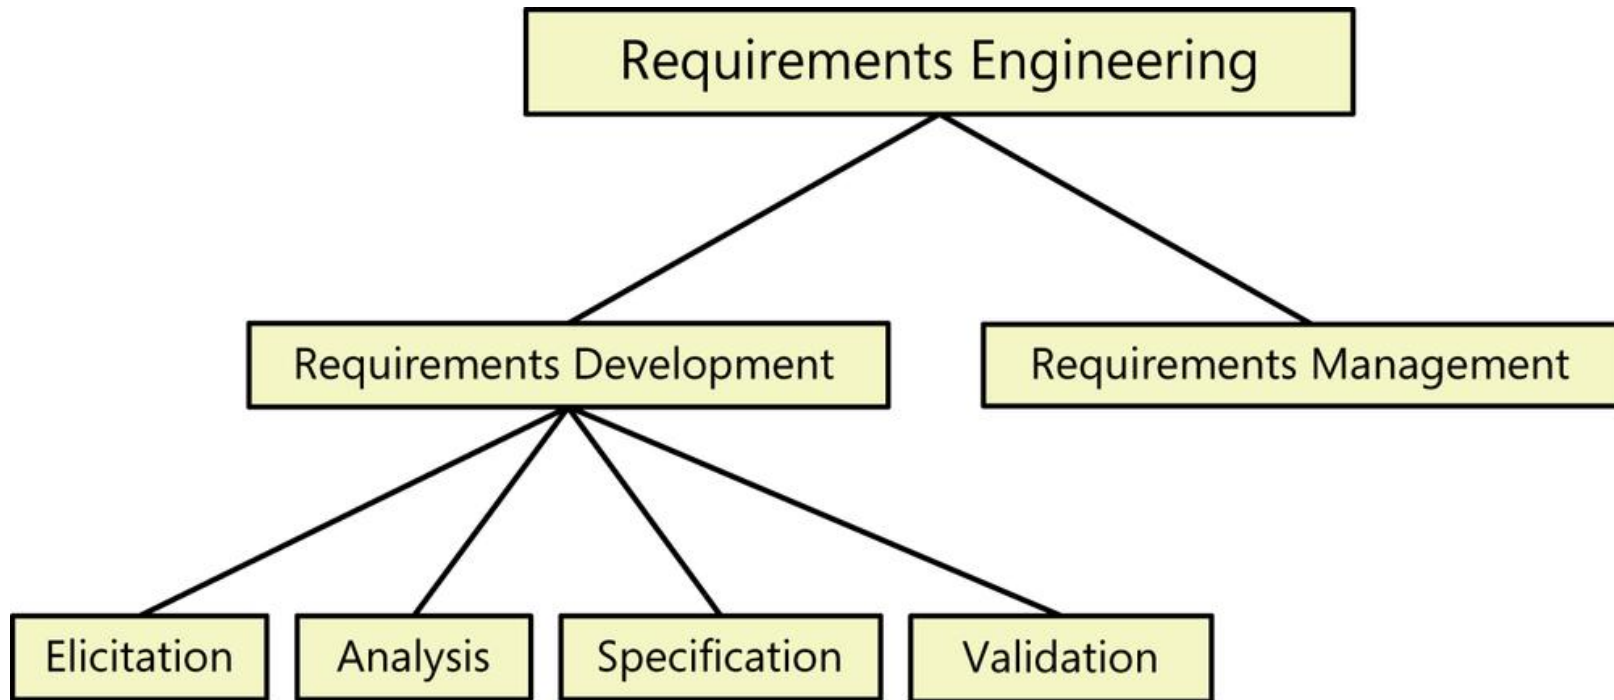 Requirements Engineering
Requirements Development
Requirements Management
Elicitation
Analysis
Specification
Validation